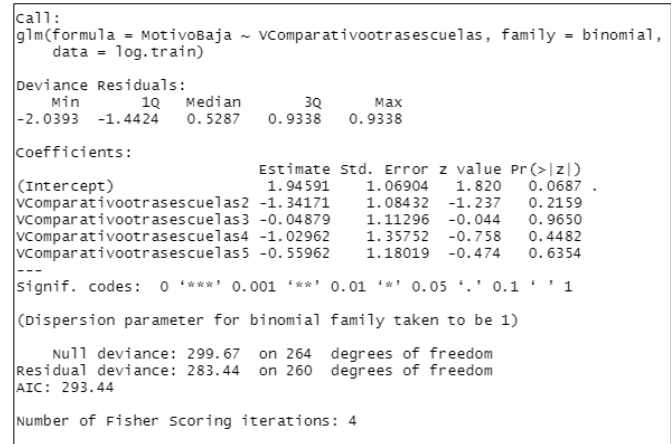 Call:
glm(formula = MotivoBaja ~ VComparativootrasescuelas, family = binomial,
    data = log.train)
Deviance Residuals:
    Min      1Q  Median      3Q     Max
-2.0393 -1.4424  0.5287  0.9338  0.9338
Coefficients:
                           Estimate Std. Error z value Pr(>|z|)
(Intercept)                 1.94591    1.06904   1.820   0.0687 .
VComparativootrasescuelas2 -1.34171    1.08432  -1.237   0.2159
VComparativootrasescuelas3 -0.04879    1.11296  -0.044   0.9650
VComparativootrasescuelas4 -1.02962    1.35752  -0.758   0.4482
VComparativootrasescuelas5 -0.55962    1.18019  -0.474   0.6354
---
Signif. codes:  0 ‘***’ 0.001 ‘**’ 0.01 ‘*’ 0.05 ‘.’ 0.1 ‘ ’ 1
(Dispersion parameter for binomial family taken to be 1)
    Null deviance: 299.67  on 264  degrees of freedom
Residual deviance: 283.44  on 260  degrees of freedom
AIC: 293.44
Number of Fisher Scoring iterations: 4